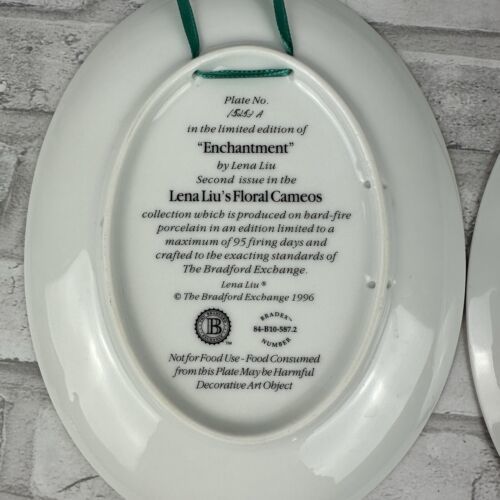 Plate No.
A
in the limited edition of
"Enchantment"
by Lena Liu
Second issue in the
Lena Liu's Floral Cameos
collection which is produced on hard-fire
porcelain in an edition limited to a
maximum of 95 firing days and
crafted to the exacting standards of
The Bradford Exchange.
Lena Liu ®
© The Bradford Exchange 1996
B
™
BRADEX™
84-B10-587.2
NUMBER
Not for Food Use - Food Consumed
from this Plate May be Harmful
Decorative Art Object